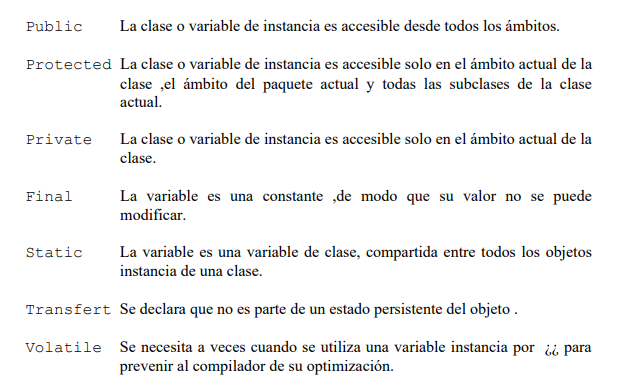 Public La clase o variable de instancia es accesible desde todos los ámbitos.
Protected La clase o variable de instancia es accesible solo en el ámbito actual de la
clase ,el ámbito del paquete actual y todas las subclases de la clase
actual.
Private La clase o variable de instancia es accesible solo en el ámbito actual de la
clase.
Final La variable es una constante ,de modo que su valor no se puede
modificar.
Static La variable es una variable de clase, compartida entre todos los objetos
instancia de una clase.
Transfert Se declara que no es parte de un estado persistente del objeto .
Volatile Se necesita a veces cuando se utiliza una variable instancia por ¿¿ para
prevenir al compilador de su optimización.